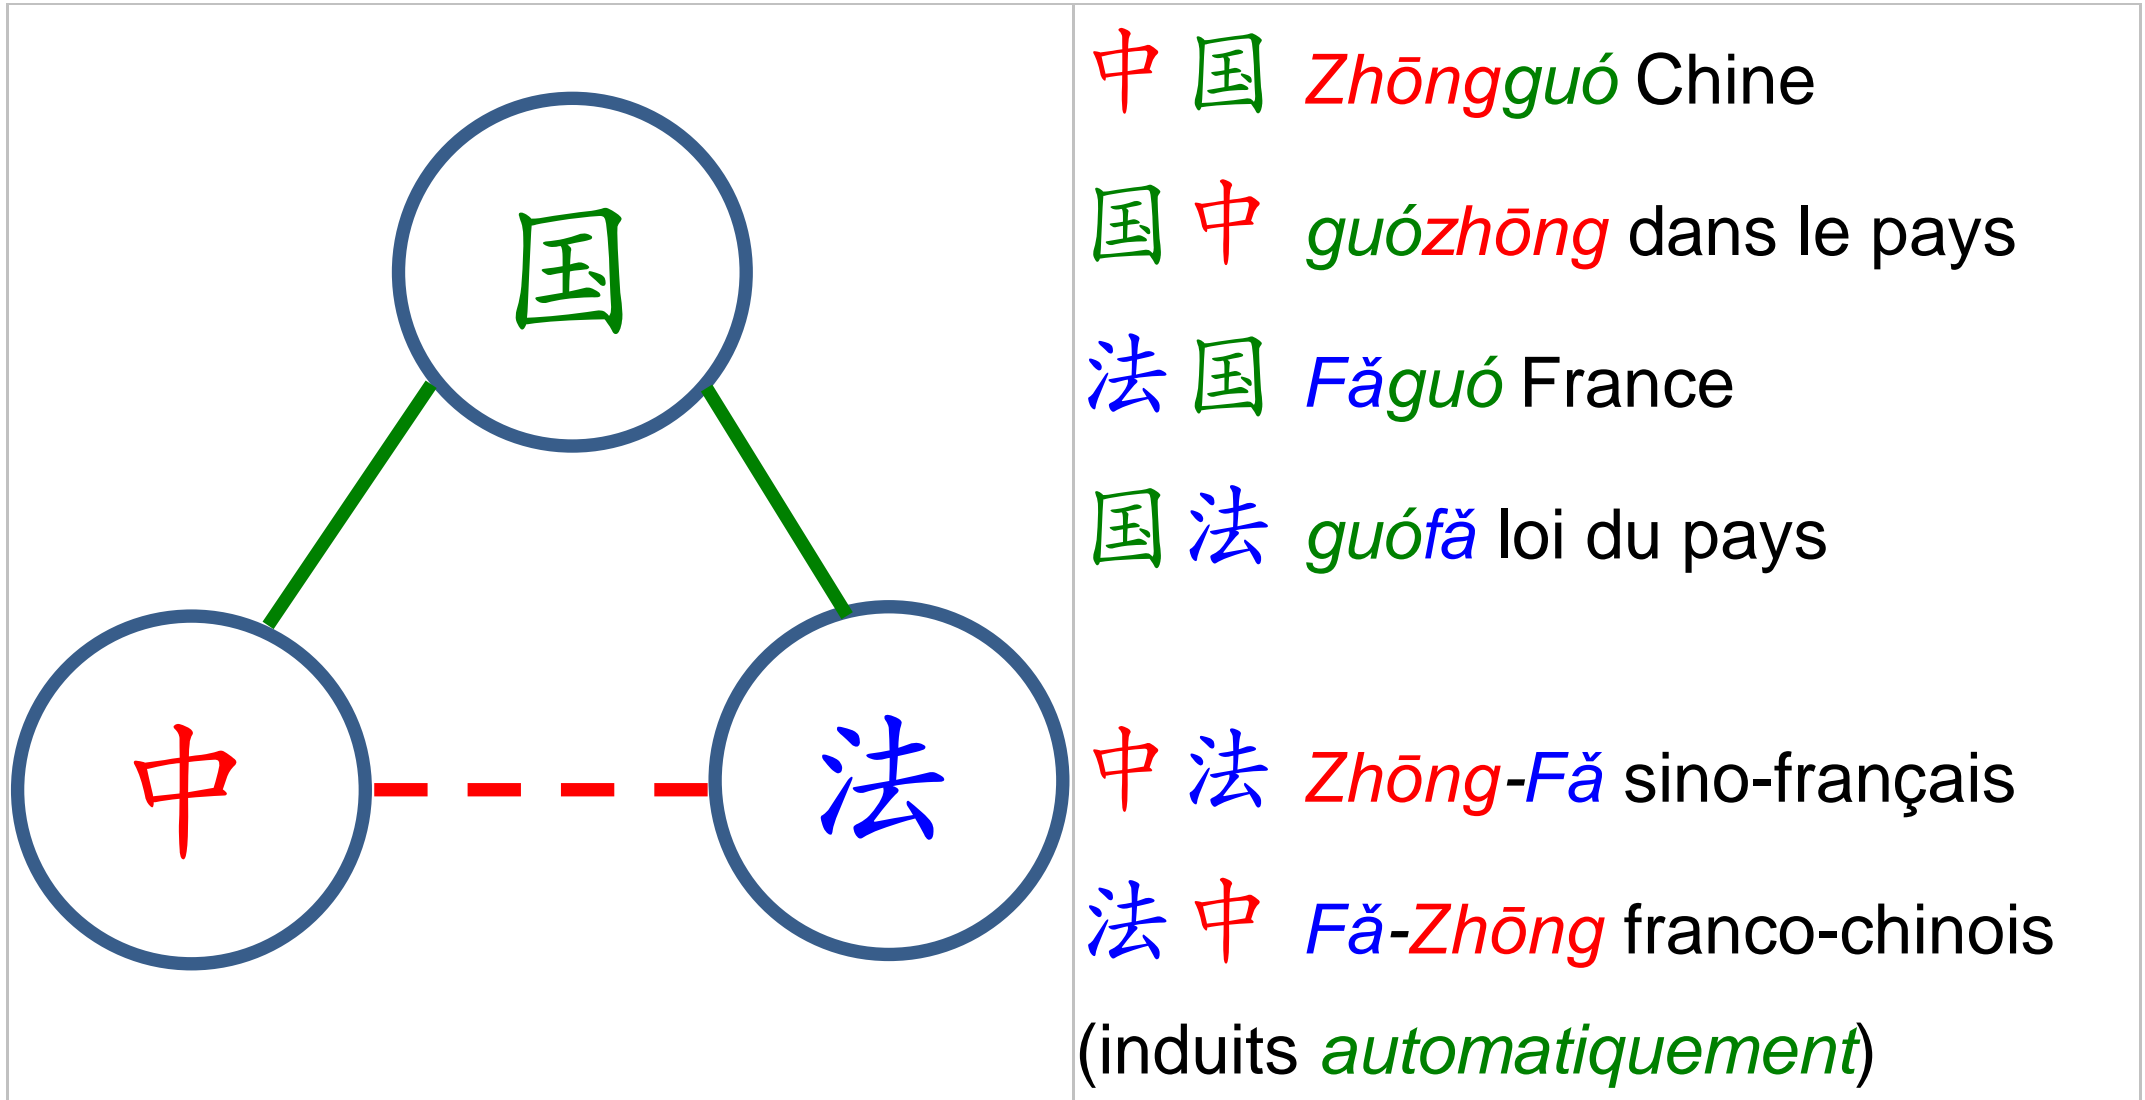 国
中
法
中 国 Zhōngguó Chine
国 中 guózhōng dans le pays
法 国 Fǎguó France
国 法 guófǎ loi du pays
中 法 Zhōng-Fǎ sino-français
法 中 Fǎ-Zhōng franco-chinois
(induits automatiquement)